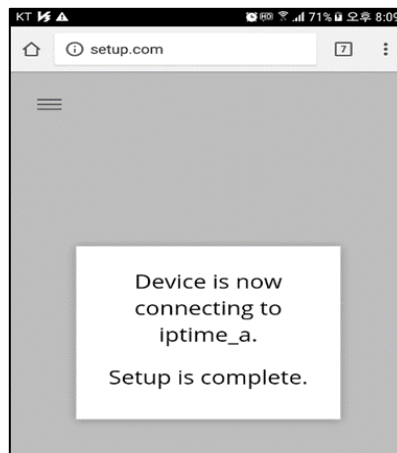 KT 71% 오후 8:09
setup.com 7
Device is now
connecting to
iptime_a.
Setup is complete.